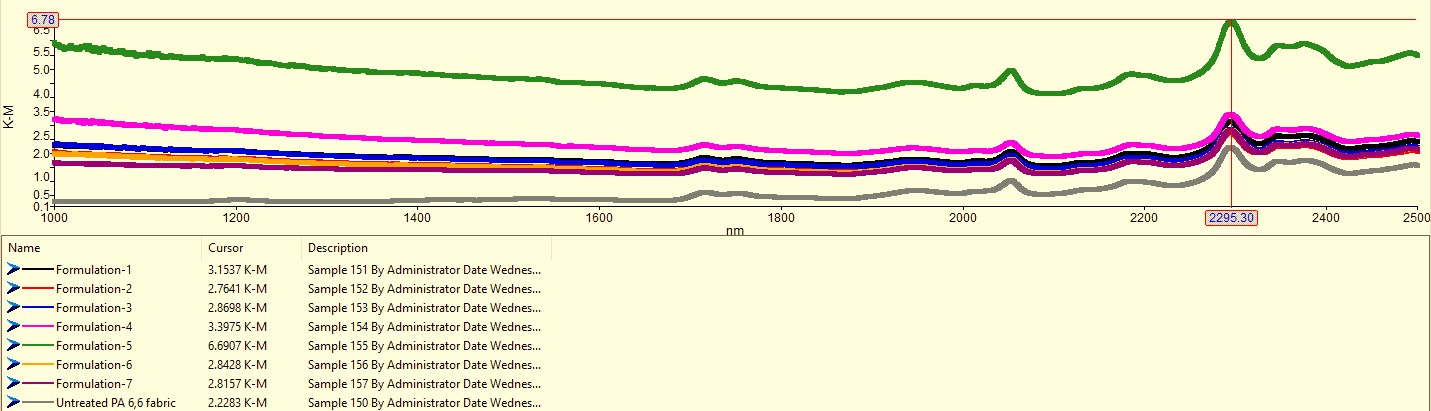 6.78
6.5
5.5
5.0
4.0
3.5
2.5
2.0
1.0
0.5
0.1
K-M
1000 1200 1400 1600 1800 2000 2200 2295.30 2400 2500
nm
Name Cursor Description
Formulation-1 3.1537 K-M Sample 151 By Administrator Date Wednes...
Formulation-2 2.7641 K-M Sample 152 By Administrator Date Wednes...
Formulation-3 2.8698 K-M Sample 153 By Administrator Date Wednes...
Formulation-4 3.3975 K-M Sample 154 By Administrator Date Wednes...
Formulation-5 6.6907 K-M Sample 155 By Administrator Date Wednes...
Formulation-6 2.8428 K-M Sample 156 By Administrator Date Wednes...
Formulation-7 2.8157 K-M Sample 157 By Administrator Date Wednes...
Untreated PA 6,6 fabric 2.2283 K-M Sample 150 By Administrator Date Wednes...